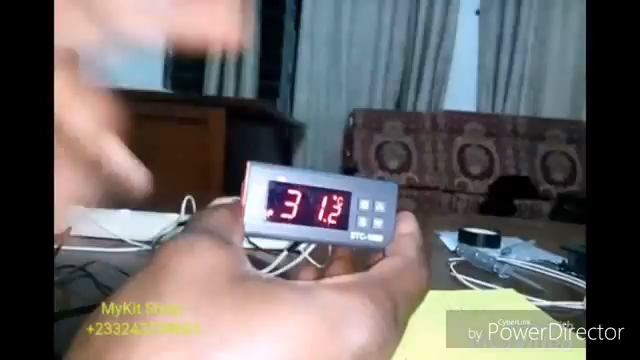 31.2
°C
STC-1000
MyKit Shop
by CyberLink
PowerDirector